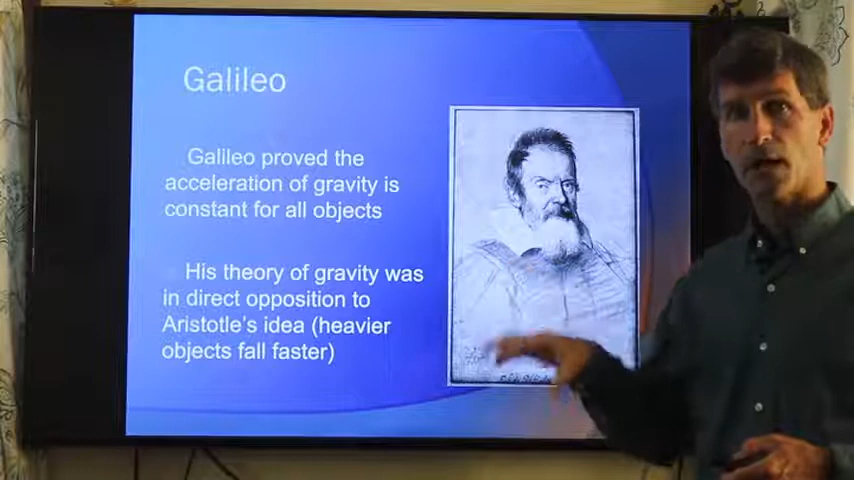 Galileo
Galileo proved the
acceleration of gravity is
constant for all objects
His theory of gravity was
in direct opposition to
Aristotle's idea (heavier
objects fall faster)